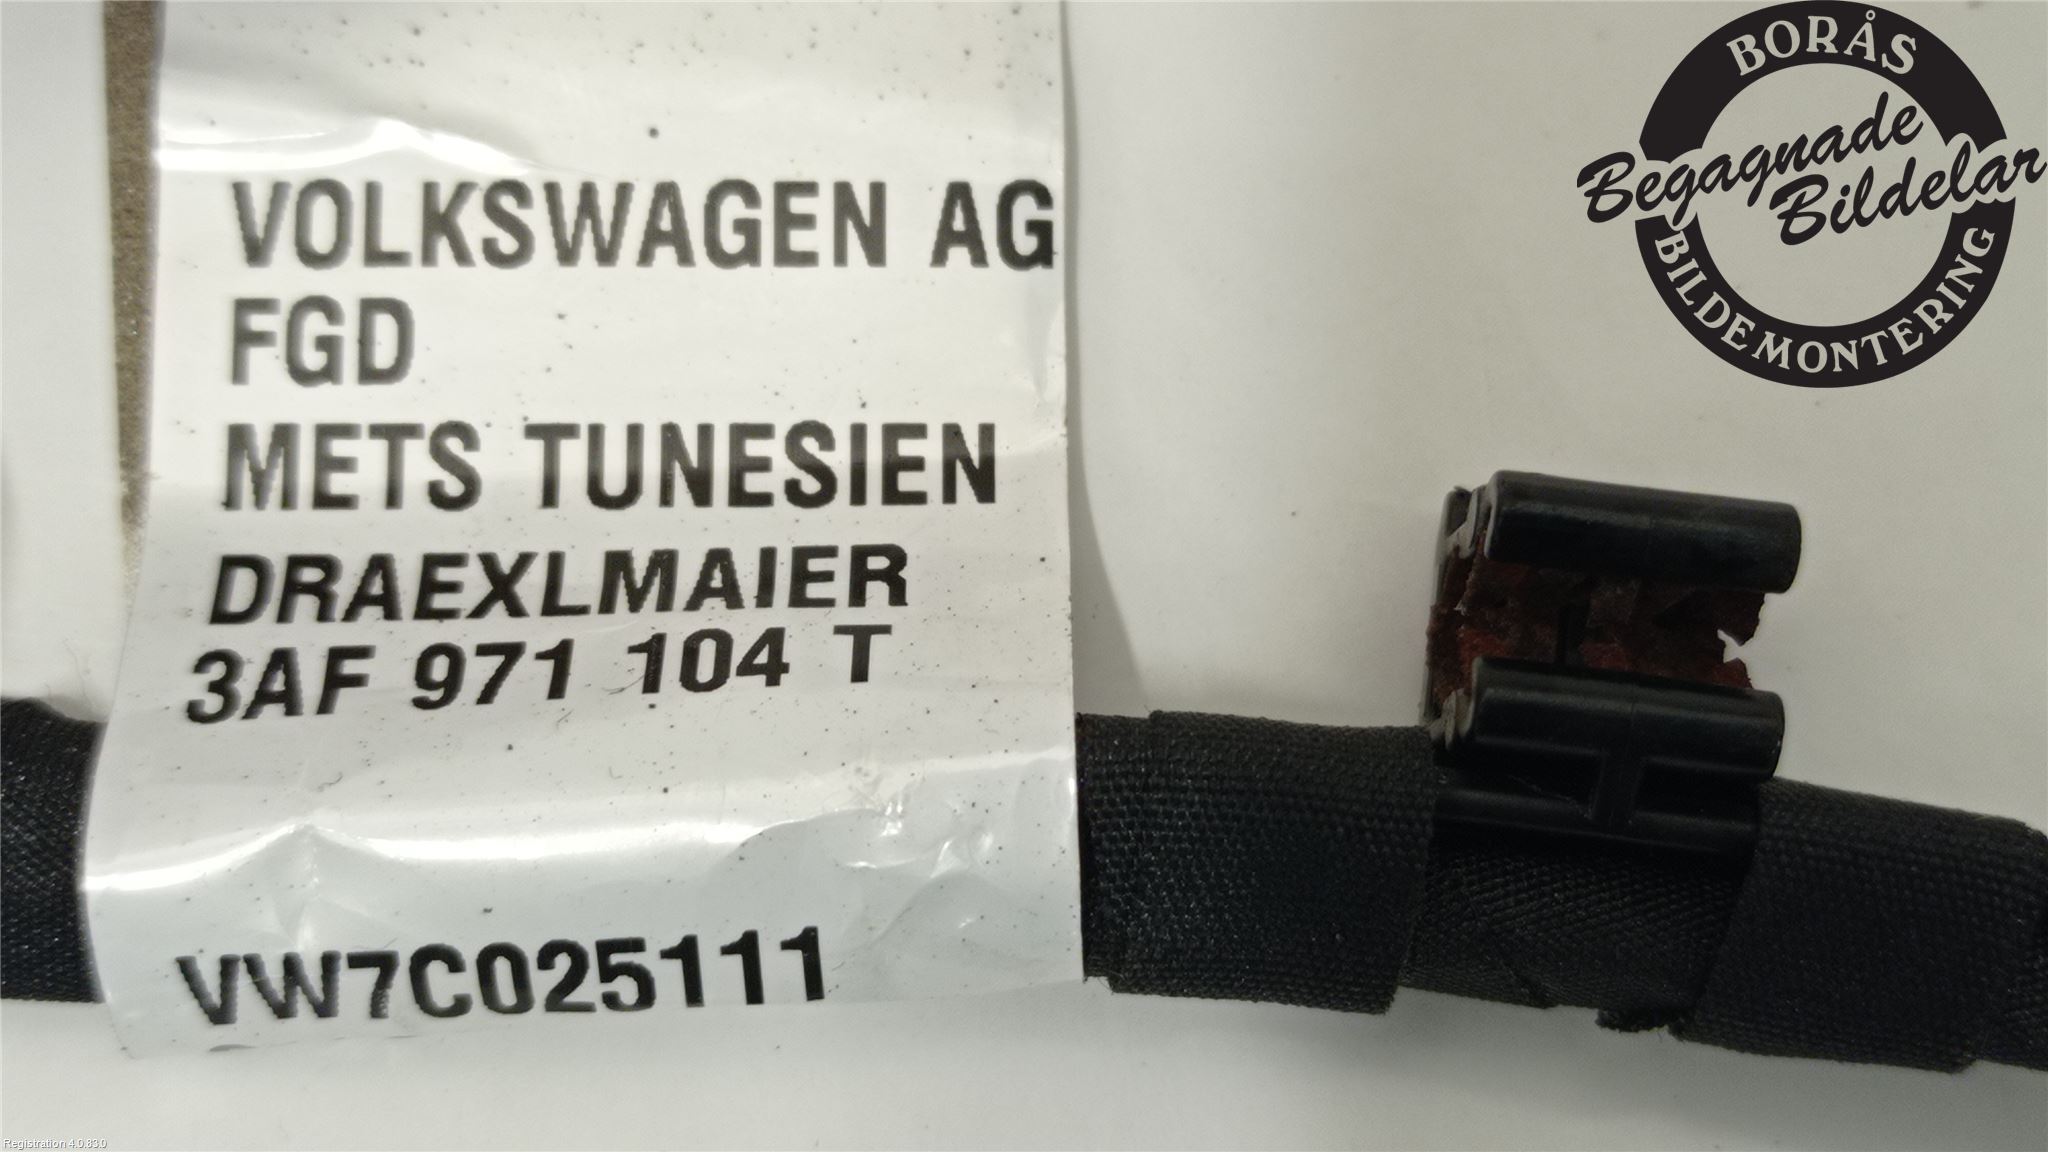 VOLKSWAGEN AG
FGD
METS TUNESIEN
DRAEXLMAIER
3AF 971 104 T
VW7C025111
BORÅS
Begagnade
Bildelar
BILDEMONTERING
Registration 4.0.83.0